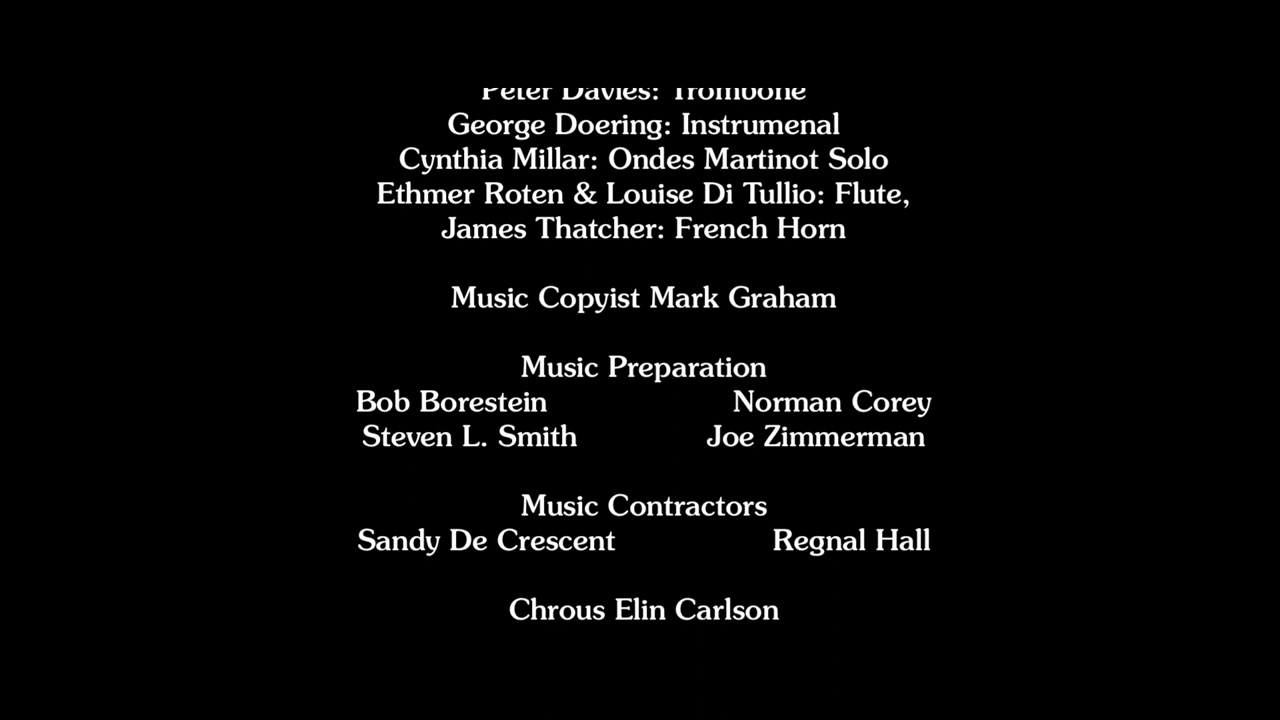 Peter Davies: Trombone
George Doering: Instrumenal
Cynthia Millar: Ondes Martinot Solo
Ethmer Roten & Louise Di Tullio: Flute,
James Thatcher: French Horn
Music Copyist Mark Graham
Music Preparation
Bob Borestein Norman Corey
Steven L. Smith Joe Zimmerman
Music Contractors
Sandy De Crescent Regnal Hall
Chrous Elin Carlson